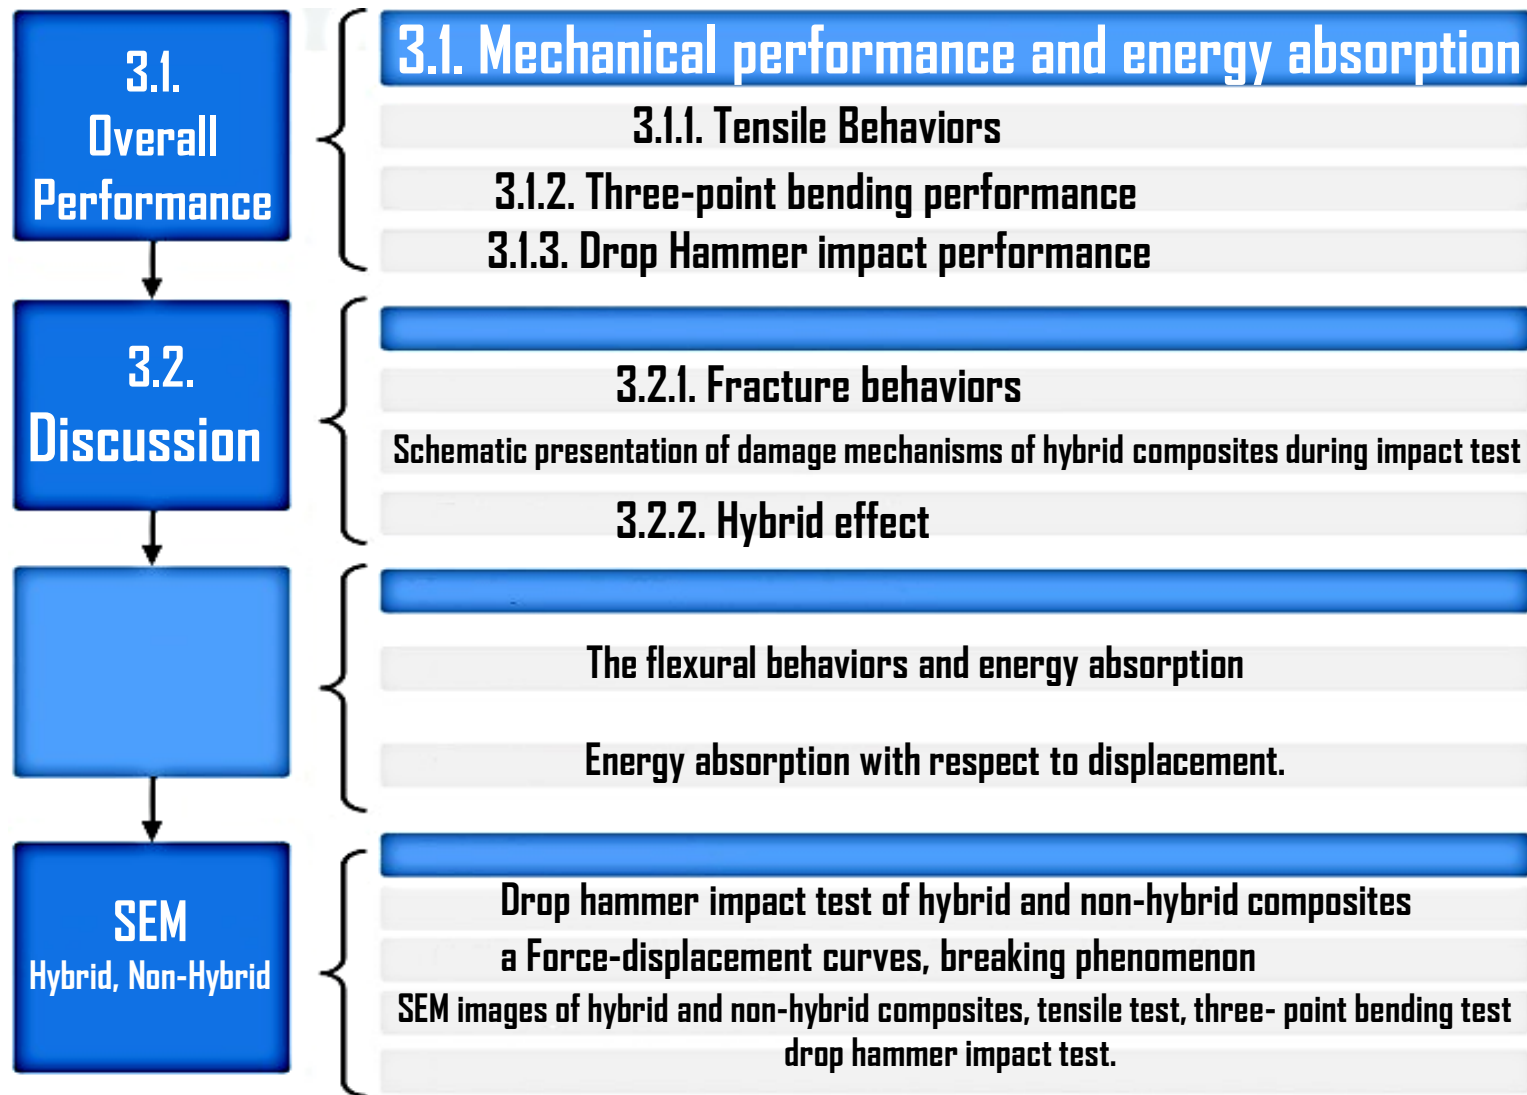 3.1.
Overall
Performance
3.1. Mechanical performance and energy absorption
3.1.1. Tensile Behaviors
3.1.2. Three-point bending performance
3.1.3. Drop Hammer impact performance
3.2.
Discussion
3.2.1. Fracture behaviors
Schematic presentation of damage mechanisms of hybrid composites during impact test
3.2.2. Hybrid effect
The flexural behaviors and energy absorption
Energy absorption with respect to displacement.
SEM
Hybrid, Non-Hybrid
Drop hammer impact test of hybrid and non-hybrid composites
a Force-displacement curves, breaking phenomenon
SEM images of hybrid and non-hybrid composites, tensile test, three- point bending test
drop hammer impact test.